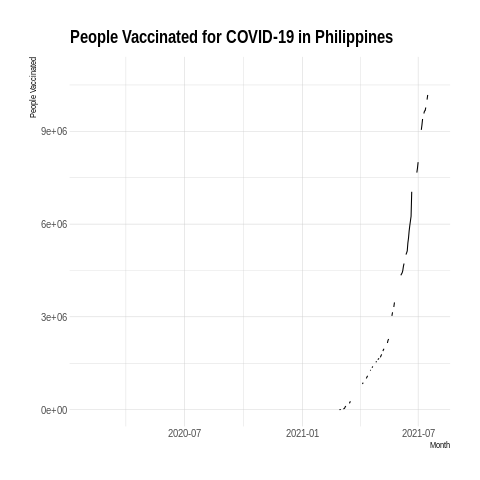 People Vaccinated for COVID-19 in Philippines
People Vaccinated
9e+06
6e+06
3e+06
0e+00
2020-07
2021-01
2021-07
Month